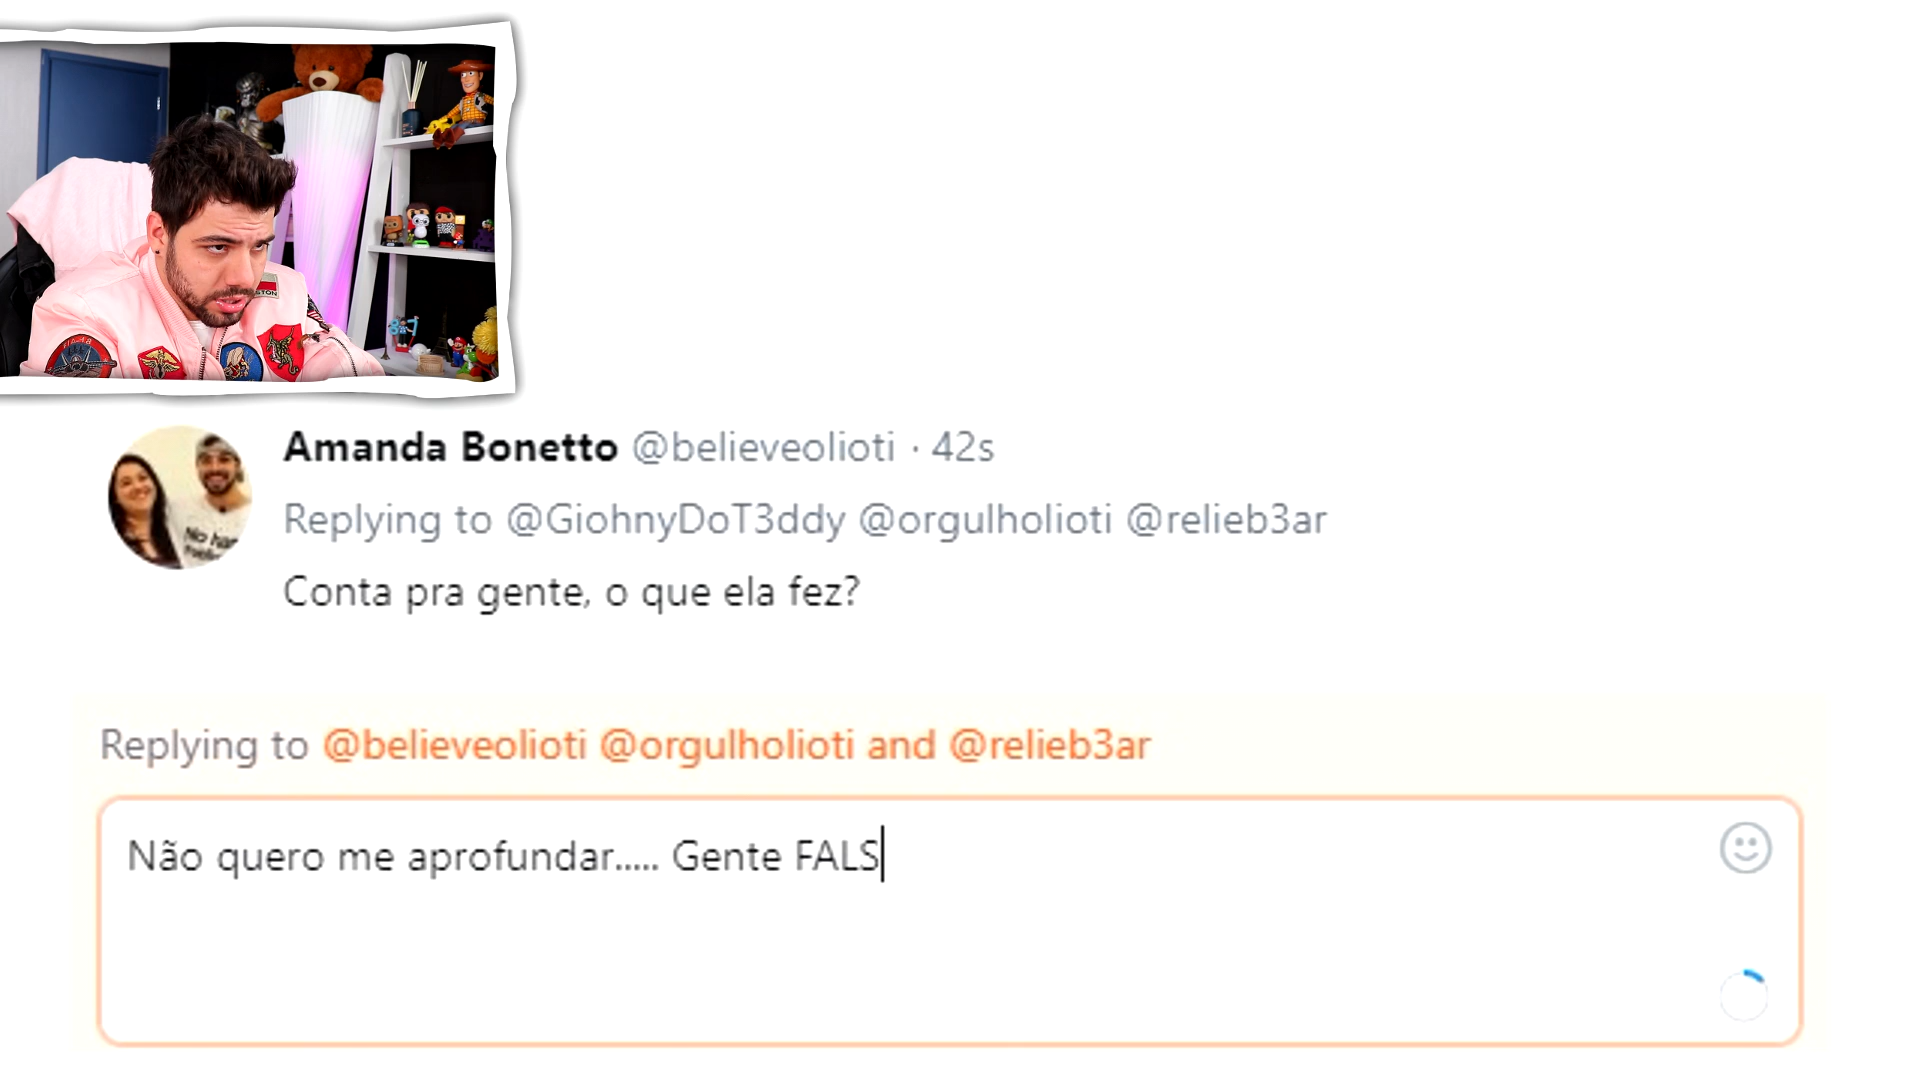 Amanda Bonetto @believeolioti · 42s
Replying to @GiohnyDoT3ddy @orgulholioti @relieb3ar
Conta pra gente, o que ela fez?
Replying to @believeolioti @orgulholioti and @relieb3ar
Não quero me aprofundar..... Gente FALS